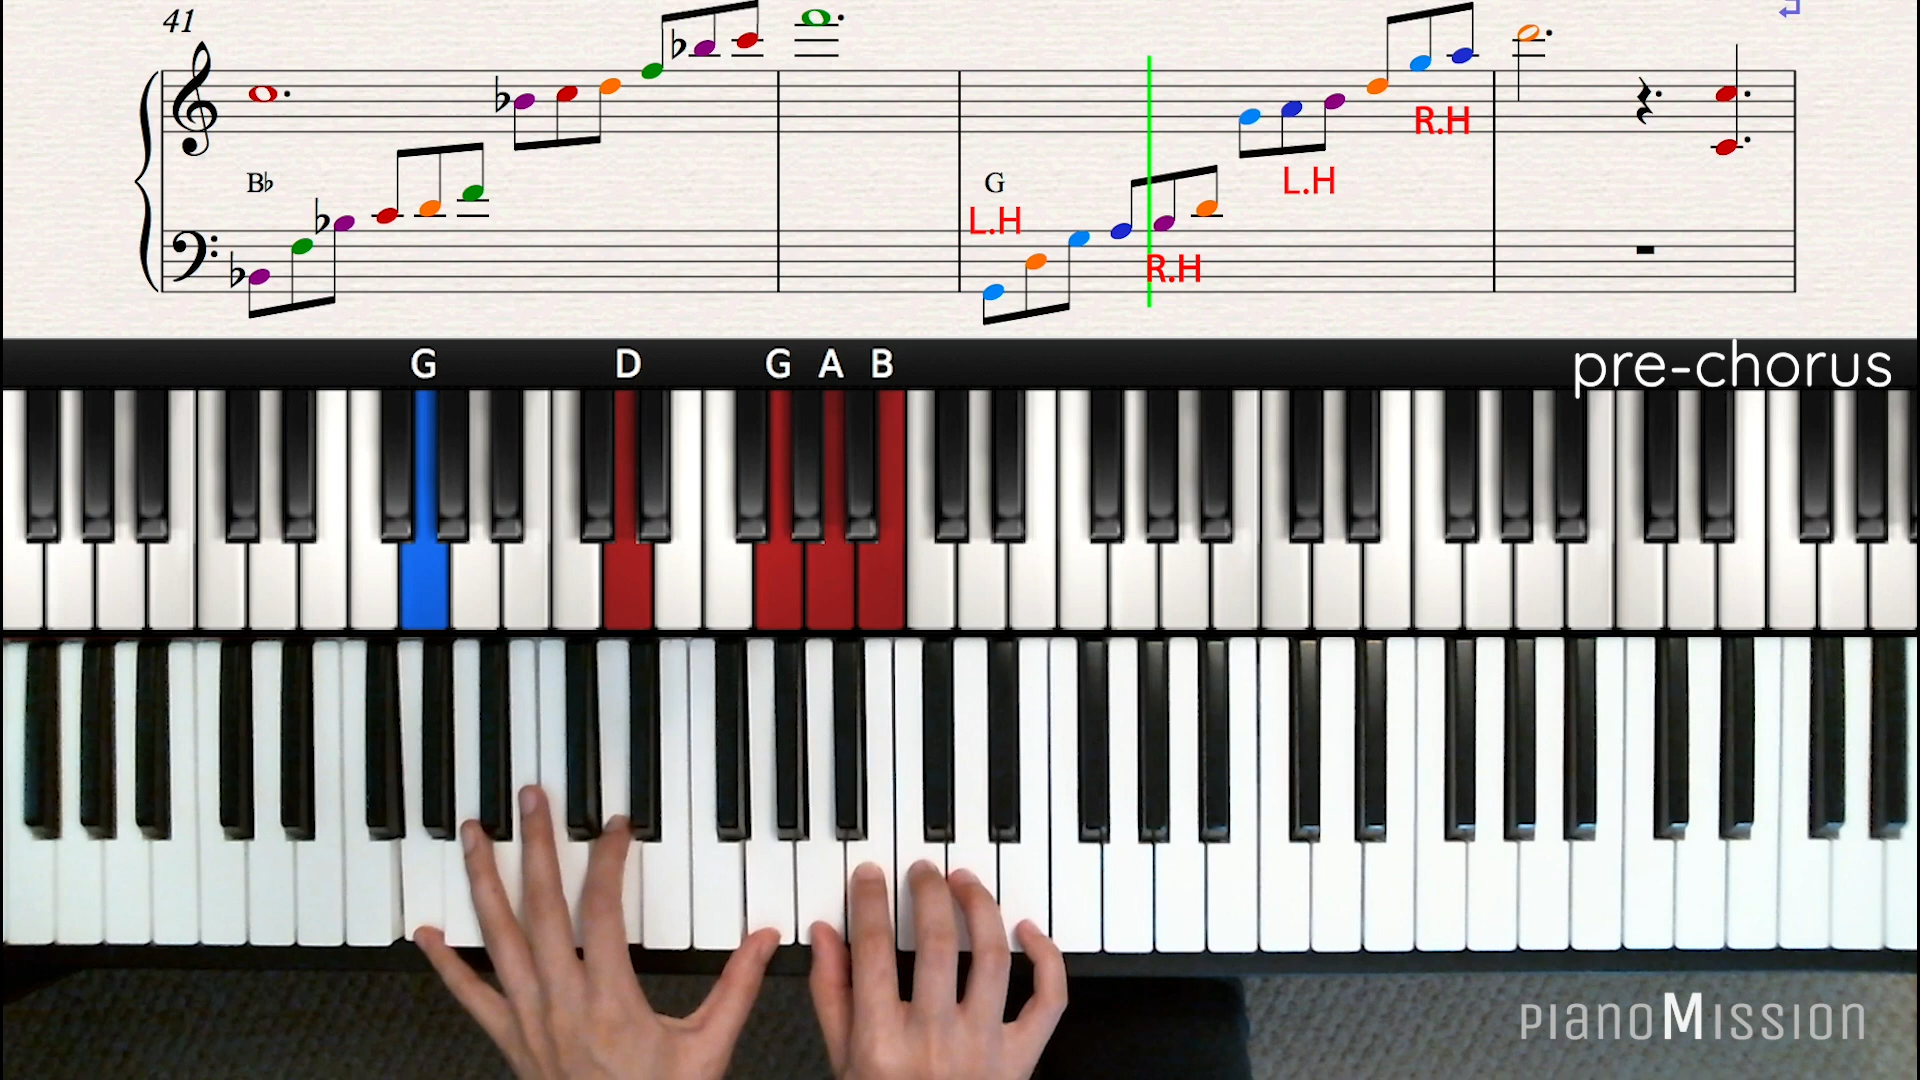 41
B♭
G
L.H
R.H
L.H
R.H
G D G A B
pre-chorus
PIANOMISSION